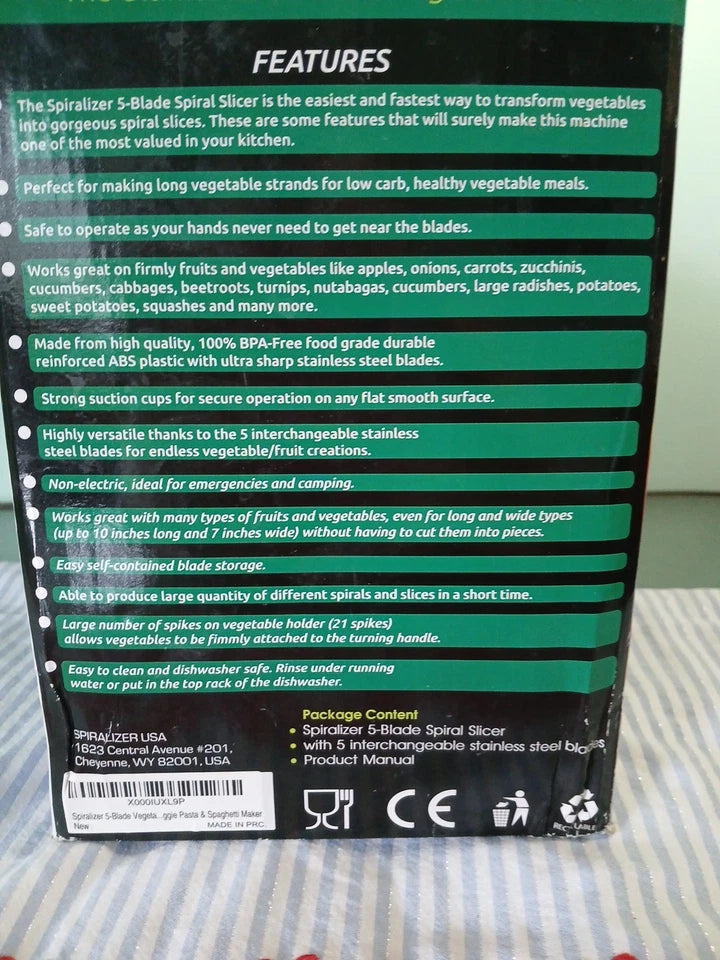 FEATURES
The Spiralizer 5-Blade Spiral Slicer is the easiest and fastest way to transform vegetables
into gorgeous spiral slices. These are some features that will surely make this machine
one of the most valued in your kitchen.
Perfect for making long vegetable strands for low carb, healthy vegetable meals.
Safe to operate as your hands never need to get near the blades.
Works great on firmly fruits and vegetables like apples, onions, carrots, zucchinis,
cucumbers, cabbages, beetroots, turnips, nutabagas, cucumbers, large radishes, potatoes,
sweet potatoes, squashes and many more.
Made from high quality, 100% BPA-Free food grade durable
reinforced ABS plastic with ultra sharp stainless steel blades.
Strong suction cups for secure operation on any flat smooth surface.
Highly versatile thanks to the 5 interchangeable stainless
steel blades for endless vegetable/fruit creations.
Non-electric, ideal for emergencies and camping.
Works great with many types of fruits and vegetables, even for long and wide types
(up to 10 inches long and 7 inches wide) without having to cut them into pieces.
Easy self-contained blade storage.
Able to produce large quantity of different spirals and slices in a short time.
Large number of spikes on vegetable holder (21 spikes)
allows vegetables to be fimmly attached to the turning handle.
Easy to clean and dishwasher safe. Rinse under running
water or put in the top rack of the dishwasher.
SPIRALIZER USA
1623 Central Avenue #201,
Cheyenne, WY 82001, USA
Package Content
• Spiralizer 5-Blade Spiral Slicer
• with 5 interchangeable stainless steel blades
• Product Manual
X000IUXL9P
Spiralizer 5-Blade Vegeta...ggie Pasta & Spaghetti Maker
New
MADE IN PRC.
CE
RECYCLABLE